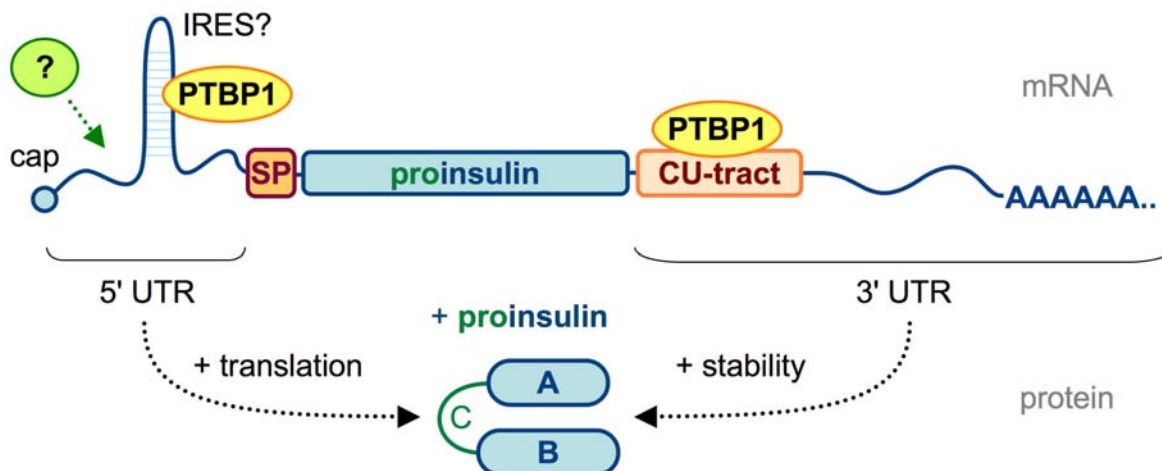 IRES?
?
PTBP1
mRNA
PTBP1
cap
SP
proinsulin
CU-tract
AAAAAA..
5' UTR
3' UTR
+ proinsulin
+ translation
A
+ stability
C
protein
B